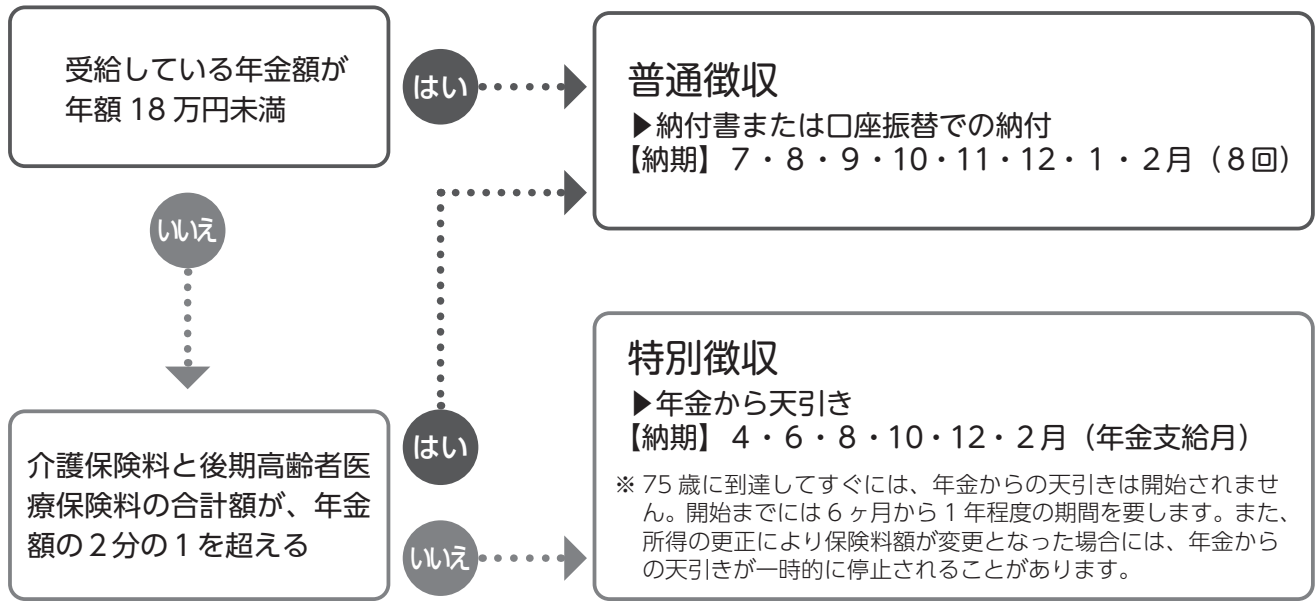 受給している年金額が
年額 18 万円未満
はい
普通徴収
▶納付書または口座振替での納付
【納期】７・８・９・10・11・12・１・２月（８回）
いいえ
介護保険料と後期高齢者医
療保険料の合計額が、年金
額の２分の１を超える
はい
いいえ
特別徴収
▶年金から天引き
【納期】４・６・８・10・12・２月（年金支給月）
※ 75 歳に到達してすぐには、年金からの天引きは開始されませ
ん。開始までには 6 ヶ月から 1 年程度の期間を要します。また、
所得の更正により保険料額が変更となった場合には、年金から
の天引きが一時的に停止されることがあります。